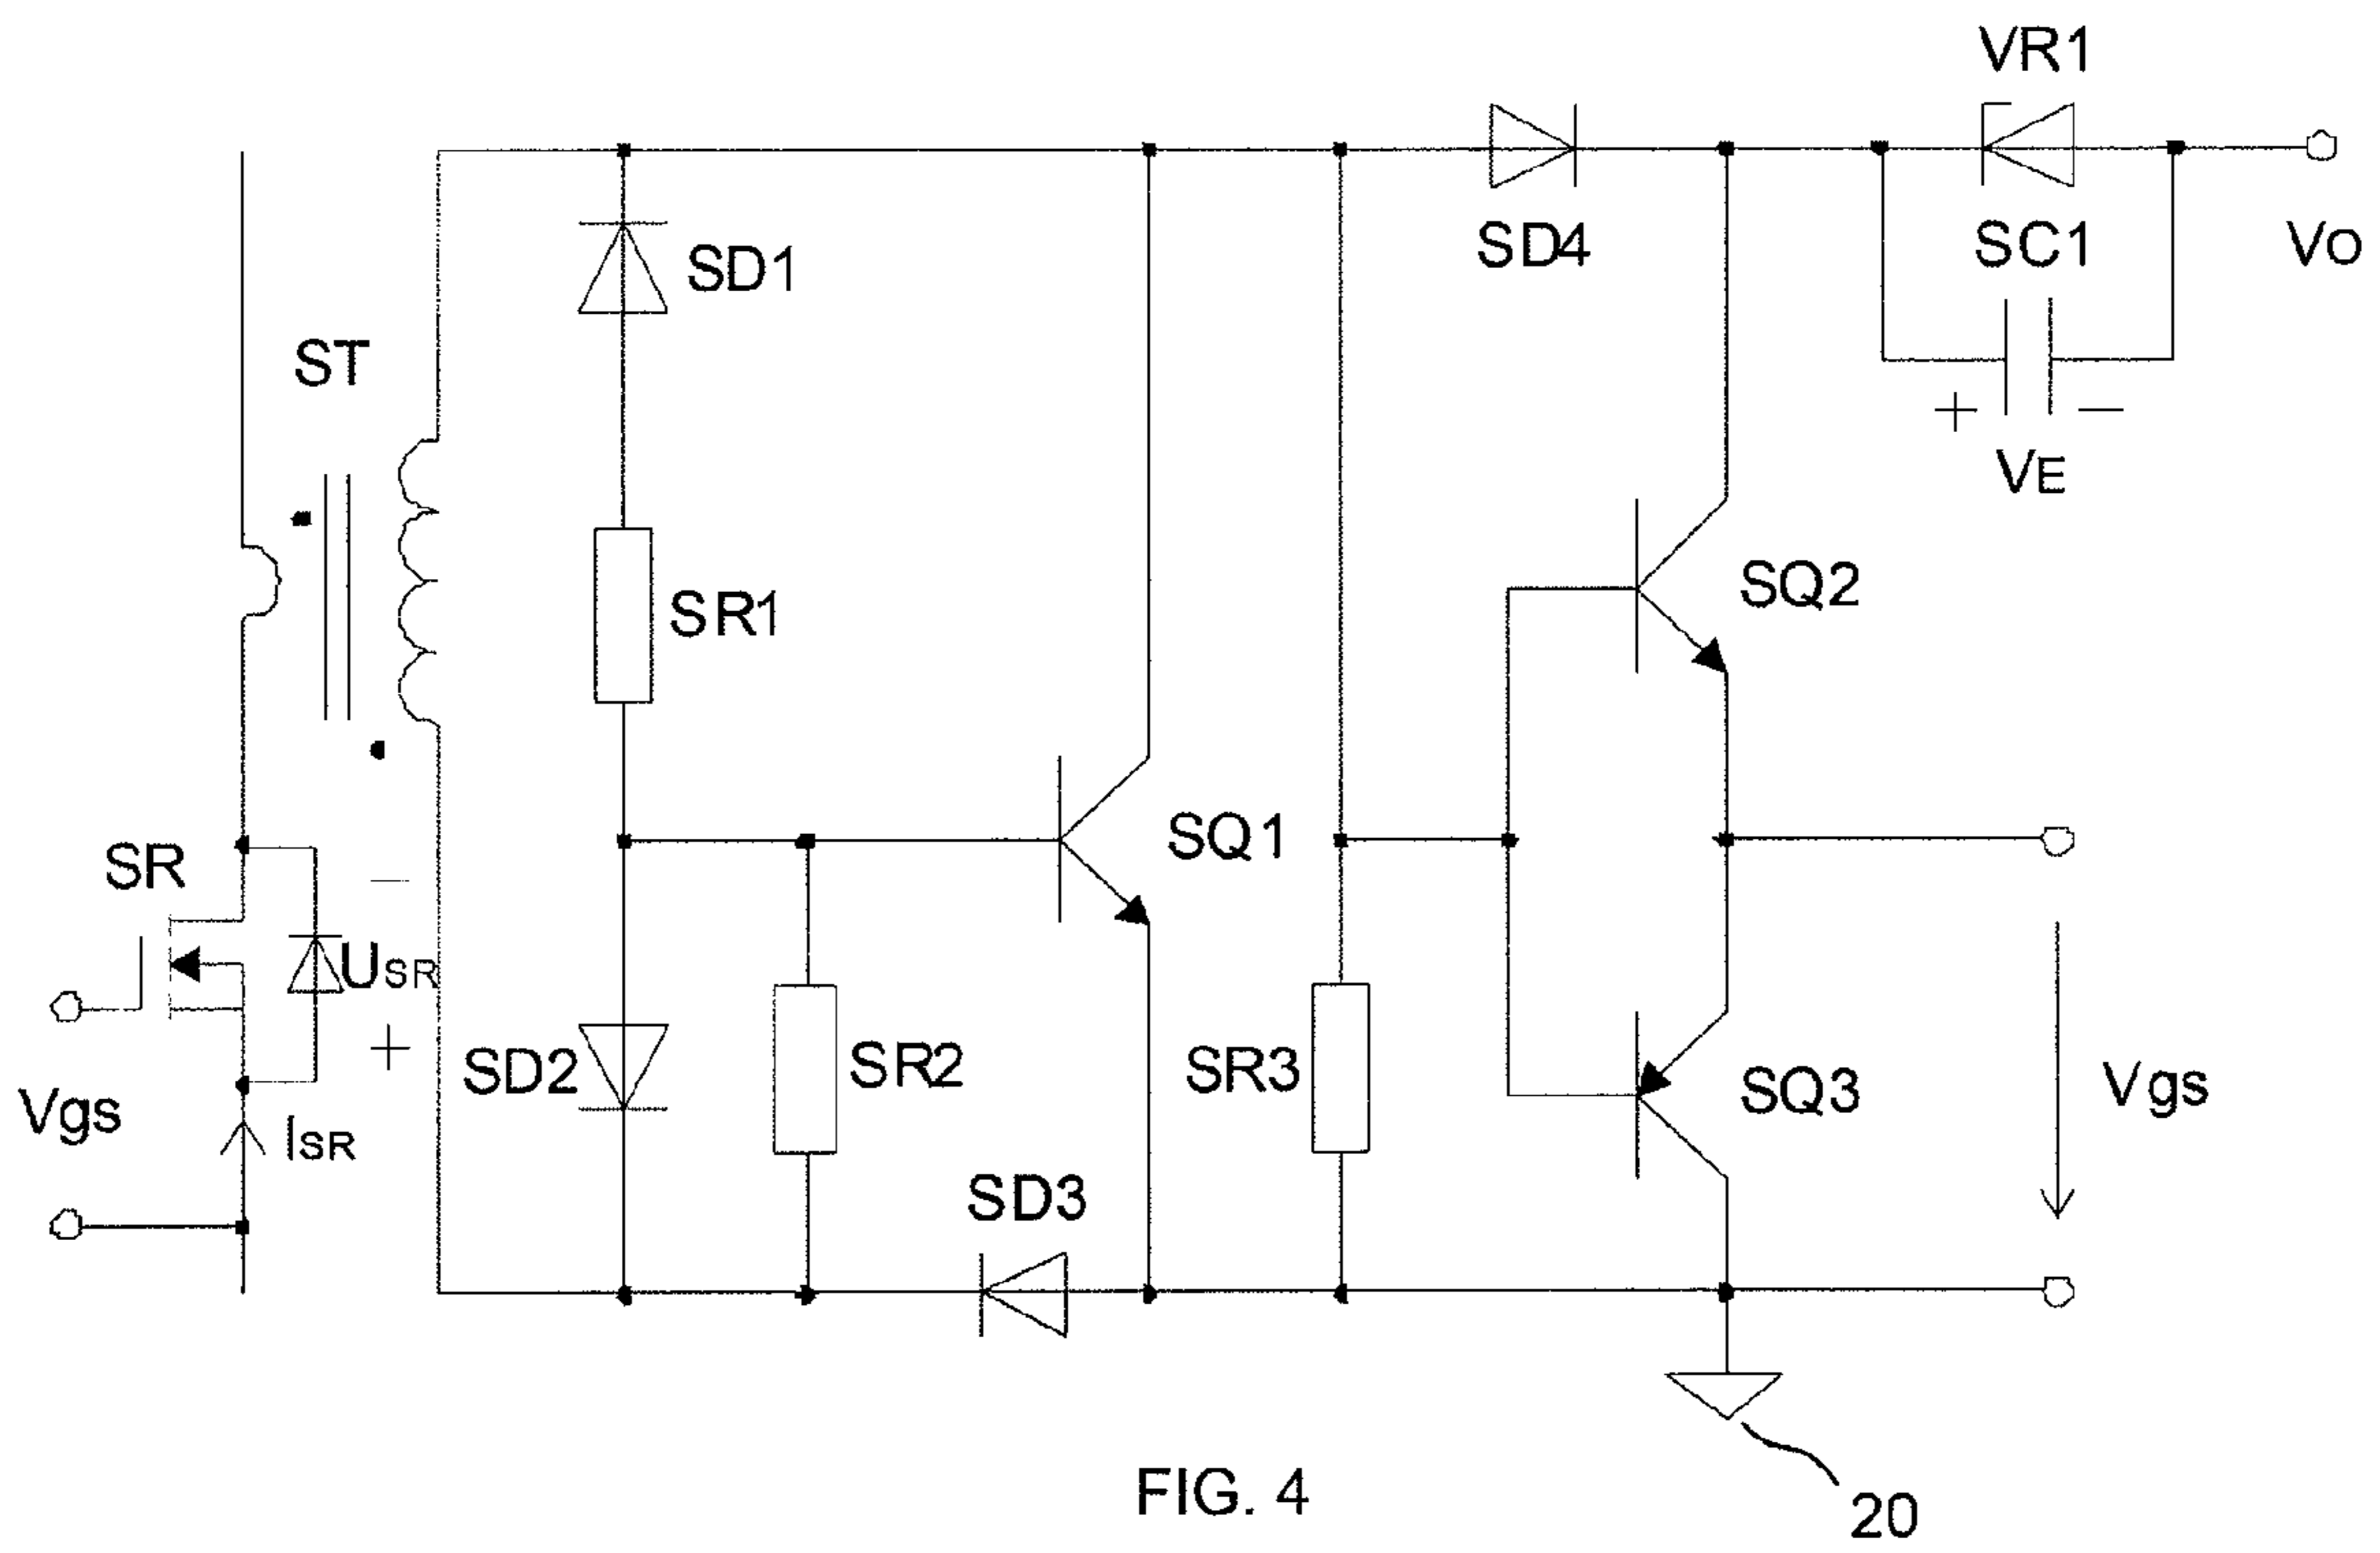 VR1
SD1
SD4
SC1
VO
ST
+ −
VE
SQ2
SR1
SQ1
SR
−
USR
+
SD2
SR2
SR3
SQ3
Vgs
Vgs
ISR
SD3
FIG. 4
20